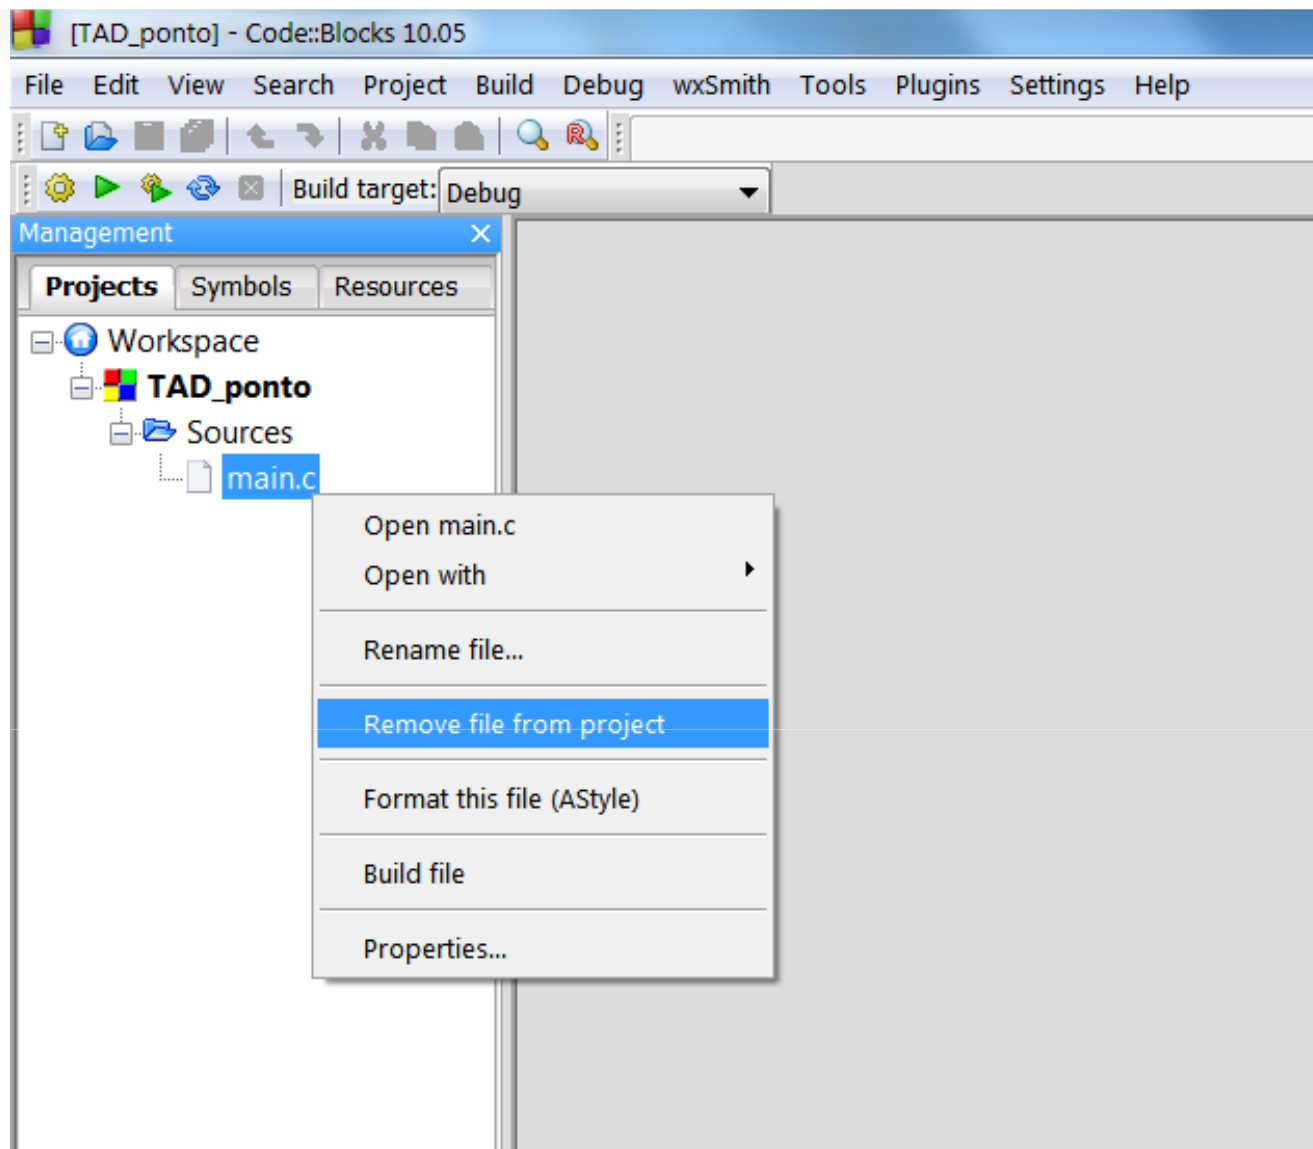 [TAD_ponto] - Code::Blocks 10.05
File Edit View Search Project Build Debug wxSmith Tools Plugins Settings Help
R
Build target: Debug
Management
Projects Symbols Resources
Workspace
TAD_ponto
Sources
main.c
Open main.c
Open with
Rename file...
Remove file from project
Format this file (AStyle)
Build file
Properties...